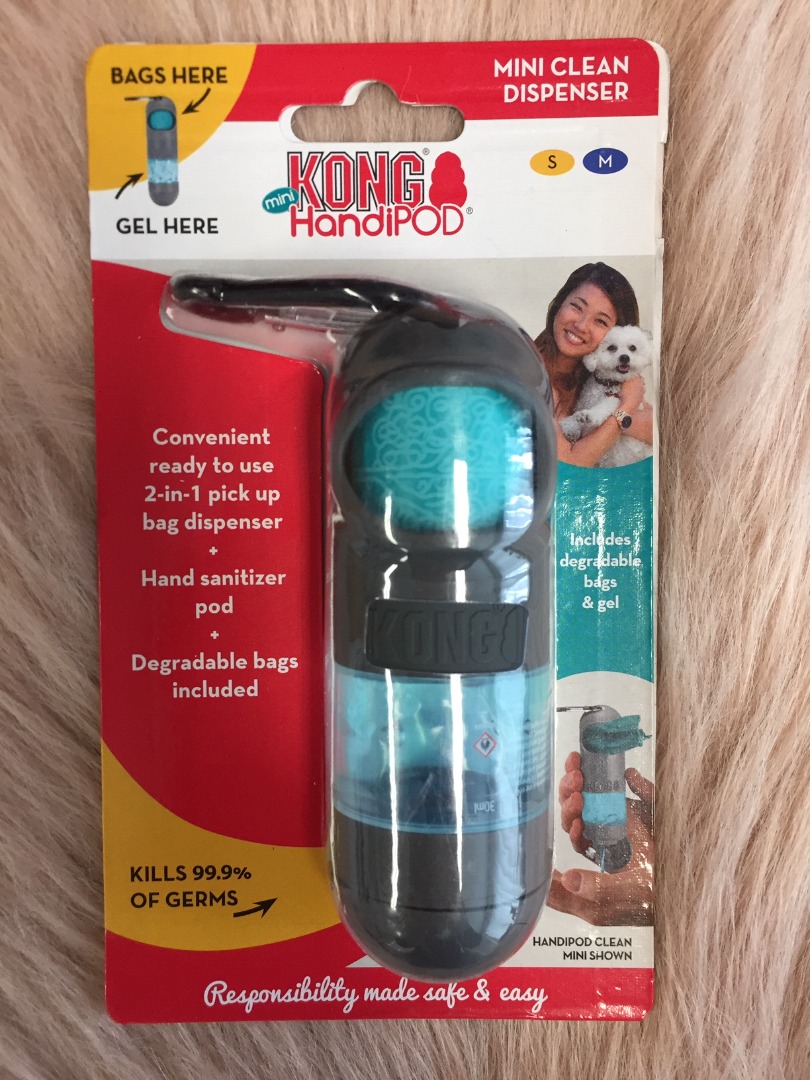 BAGS HERE
GEL HERE
MINI CLEAN
DISPENSER
S M
mini KONG®
HandiPOD®
Convenient
ready to use
2-in-1 pick up
bag dispenser
+
Hand sanitizer
pod
+
Degradable bags
included
Includes
degradable
bags
& gel
KONG
30ml
KILLS 99.9%
OF GERMS
HANDIPOD CLEAN
MINI SHOWN
Responsibility made safe & easy